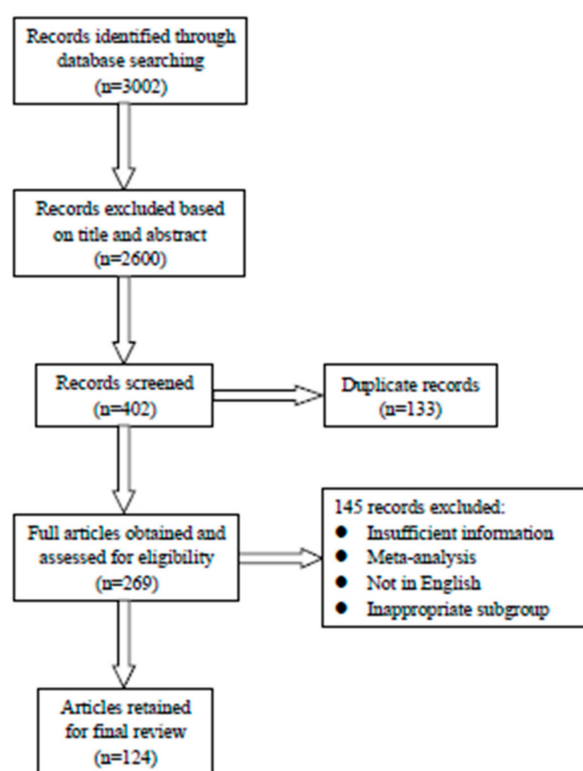 Records identified through
database searching
(n=3002)
Records excluded based
on title and abstract
(n=2600)
Records screened
(n=402)
Duplicate records
(n=133)
Full articles obtained and
assessed for eligibility
(n=269)
145 records excluded:
● Insufficient information
● Meta-analysis
● Not in English
● Inappropriate subgroup
Articles retained
for final review
(n=124)